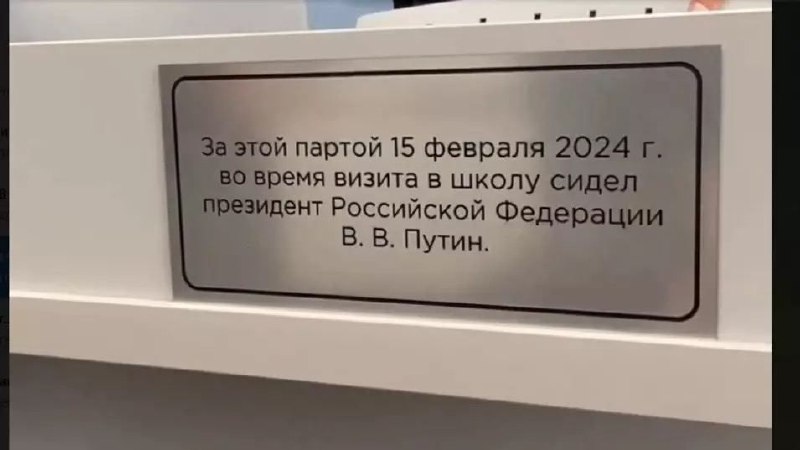 За этой партой 15 февраля 2024 г.
во время визита в школу сидел
президент Российской Федерации
В. В. Путин.